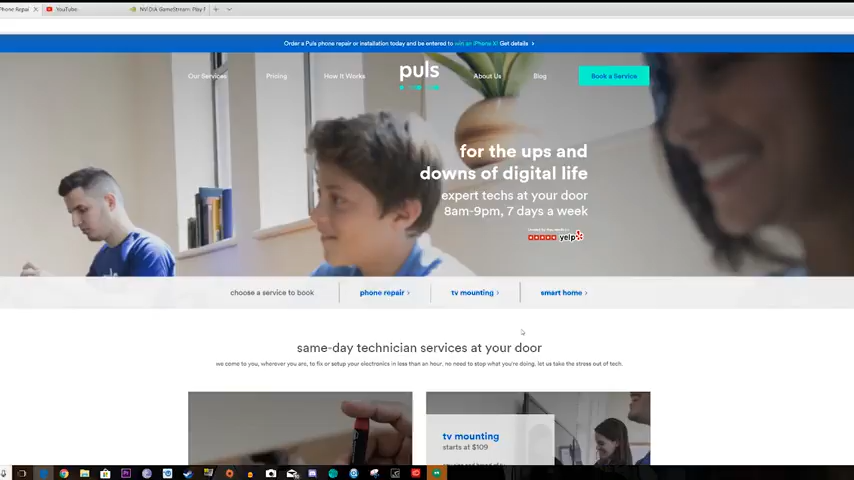 Phone Repai
YouTube
NVIDIA GameStream: Play P
Order a Puls phone repair or installation today and be entered to win an iPhone X! Get details >
Our Services
Pricing
How It Works
puls
About Us
Blog
Book a Service
for the ups and
downs of digital life
expert techs at your door
8am-9pm, 7 days a week
yelp
choose a service to book
phone repair >
tv mounting >
smart home >
same-day technician services at your door
we come to you, wherever you are, to fix or setup your electronics in less than an hour. no need to stop what you're doing. let us take the stress out of tech.
tv mounting
starts at $109